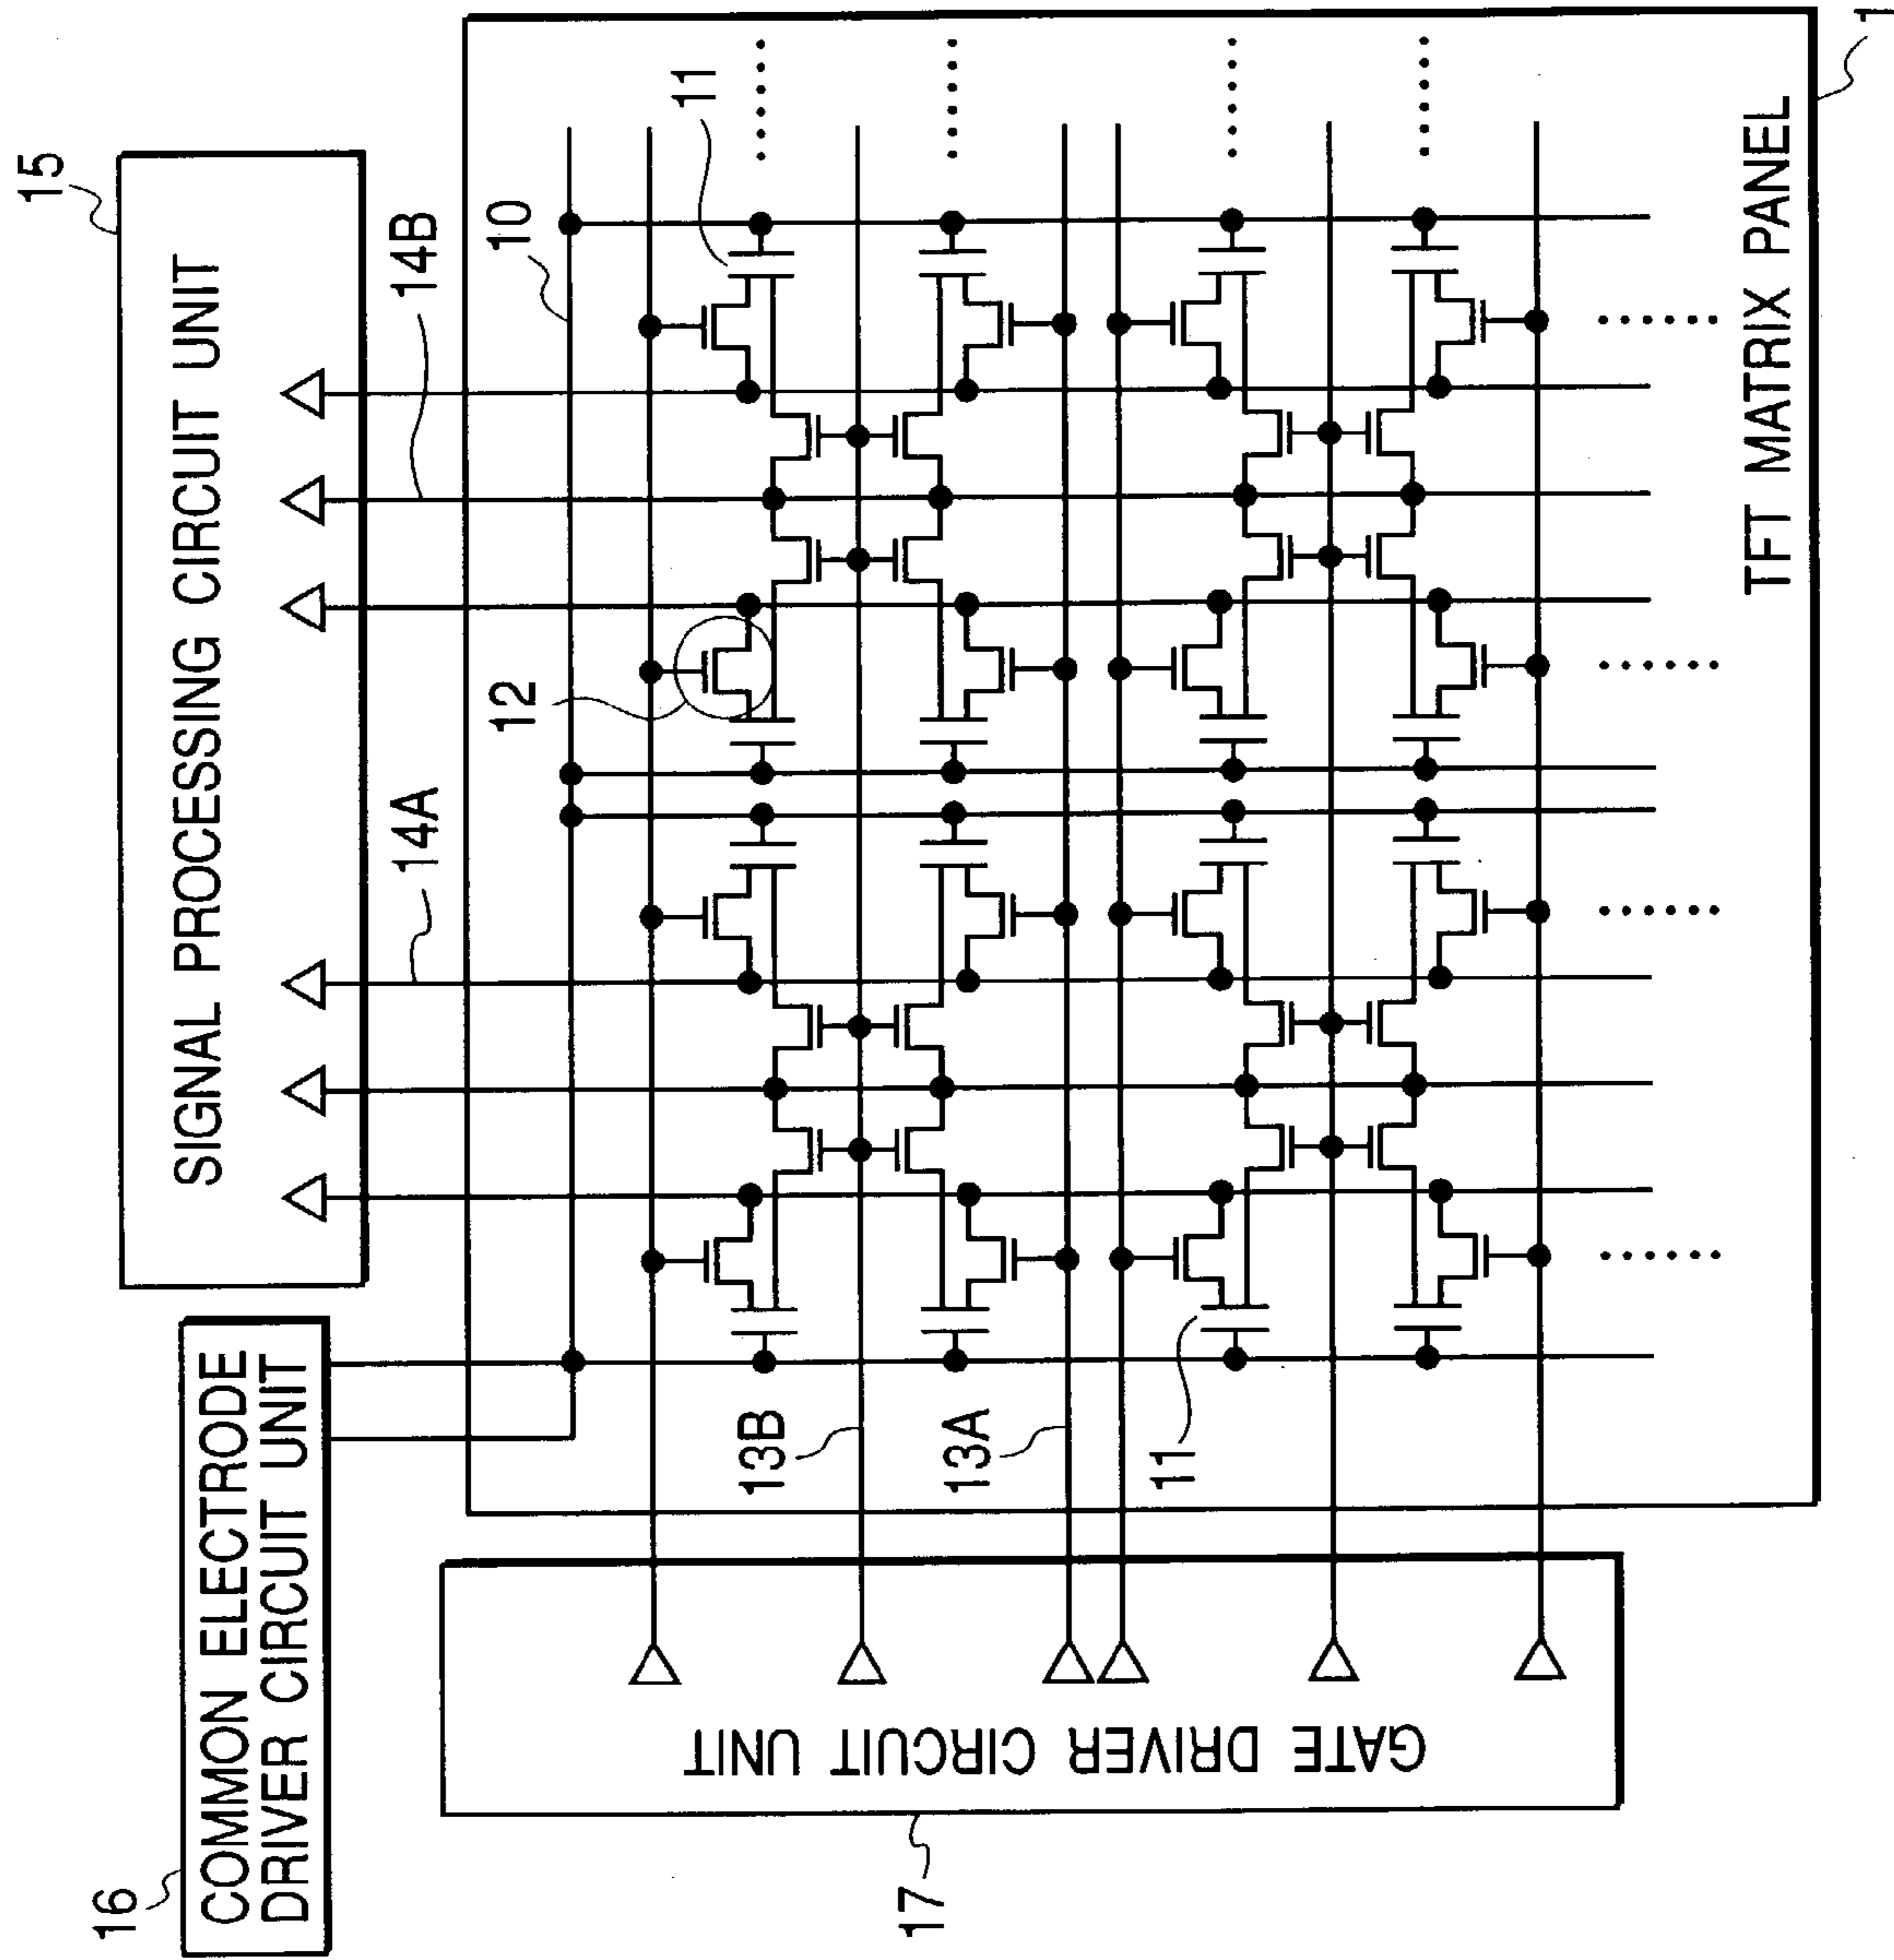 16
COMMON ELECTRODE
DRIVER CIRCUIT UNIT
15
SIGNAL PROCESSING CIRCUIT UNIT
14A
14B
10
12
11
13B
13A
11
17
GATE DRIVER CIRCUIT UNIT
TFT MATRIX PANEL
1